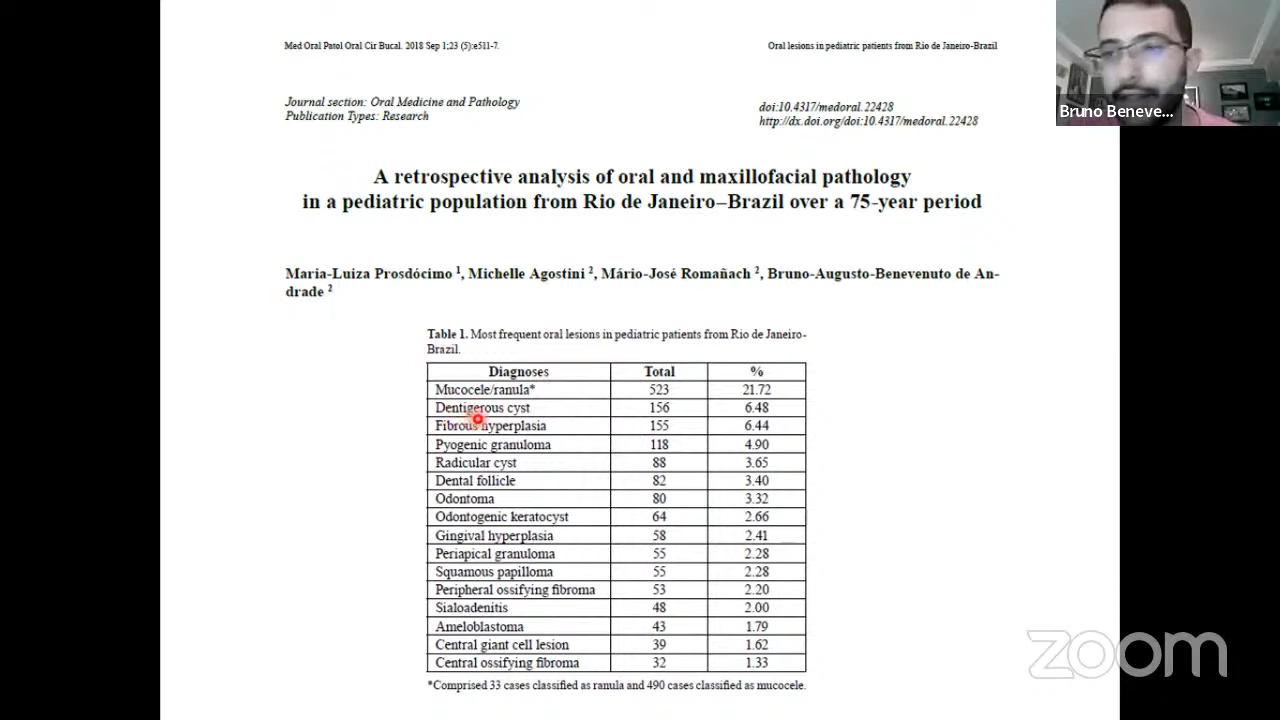 Med Oral Patol Oral Cir Bucal. 2018 Sep 1;23 (5):e511-7.
Oral lesions in pediatric patients from Rio de Janeiro-Brazil
Bruno Beneve...
Journal section: Oral Medicine and Pathology
Publication Types: Research
doi:10.4317/medoral.22428
http://dx.doi.org/doi:10.4317/medoral.22428
A retrospective analysis of oral and maxillofacial pathology
in a pediatric population from Rio de Janeiro–Brazil over a 75-year period
Maria-Luiza Prosdócimo 1, Michelle Agostini 2, Mário-José Romañach 2, Bruno-Augusto-Benevenuto de An-
drade 2
Table 1. Most frequent oral lesions in pediatric patients from Rio de Janeiro-
Brazil.
Diagnoses Total %
Mucocele/ranula* 523 21.72
Dentigerous cyst 156 6.48
Fibrous hyperplasia 155 6.44
Pyogenic granuloma 118 4.90
Radicular cyst 88 3.65
Dental follicle 82 3.40
Odontoma 80 3.32
Odontogenic keratocyst 64 2.66
Gingival hyperplasia 58 2.41
Periapical granuloma 55 2.28
Squamous papilloma 55 2.28
Peripheral ossifying fibroma 53 2.20
Sialoadenitis 48 2.00
Ameloblastoma 43 1.79
Central giant cell lesion 39 1.62
Central ossifying fibroma 32 1.33
*Comprised 33 cases classified as ranula and 490 cases classified as mucocele.
zoom